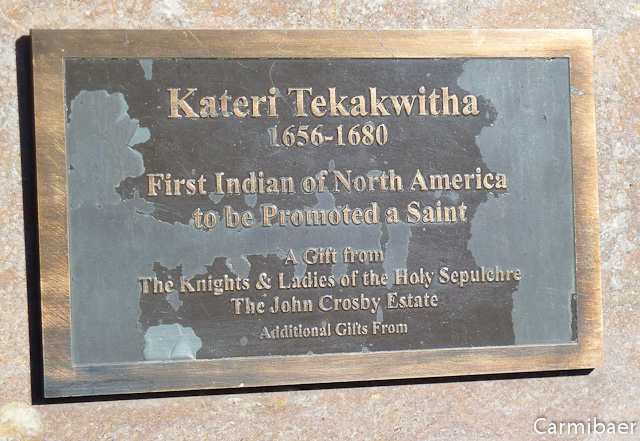 Kateri Tekakwitha
1656-1680
First Indian of North America
to be Promoted a Saint
A Gift from
The Knights & Ladies of the Holy Sepulchre
The John Crosby Estate
Additional Gifts From
Carmibaer